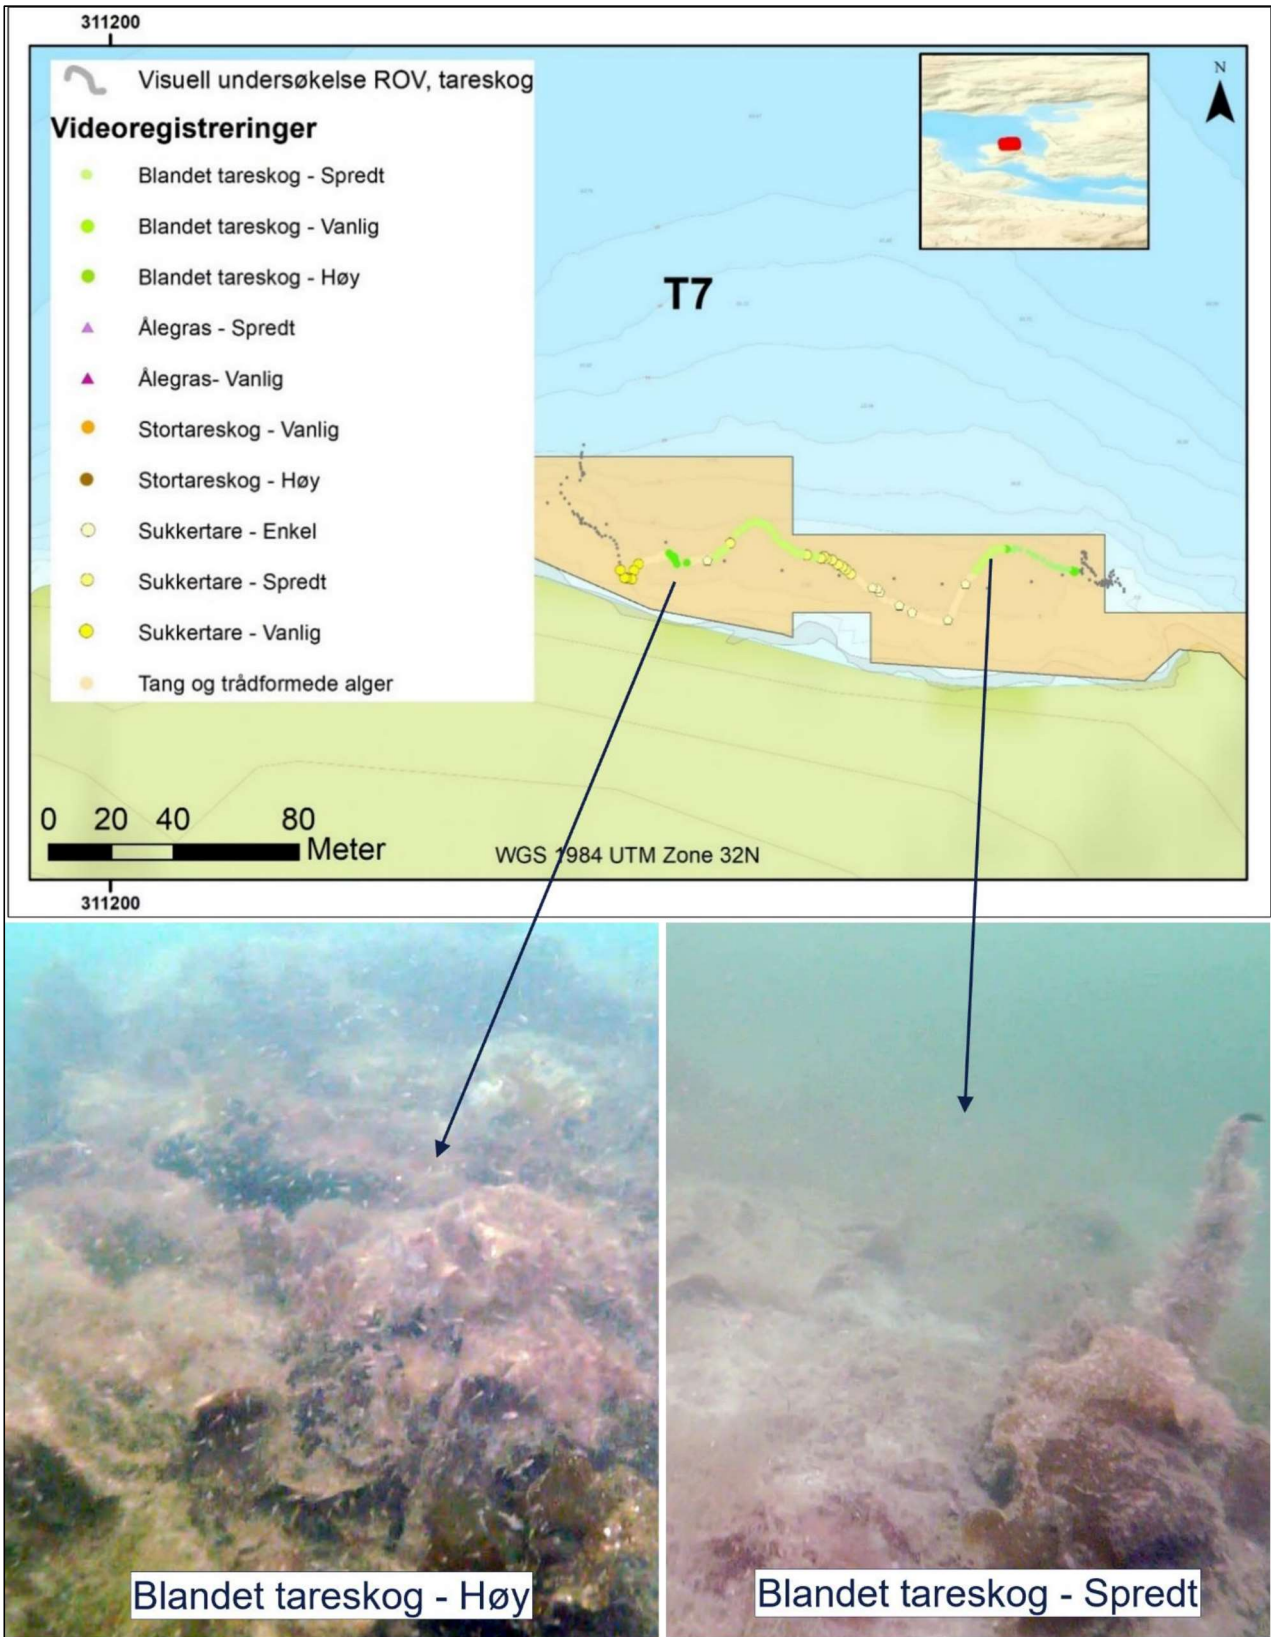 311200
Visuell undersøkelse ROV, tareskog
Videoregistreringer
Blandet tareskog - Spredt
Blandet tareskog - Vanlig
Blandet tareskog - Høy
Ålegras - Spredt
Ålegras- Vanlig
Stortareskog - Vanlig
Stortareskog - Høy
Sukkertare - Enkel
Sukkertare - Spredt
Sukkertare - Vanlig
Tang og trådformede alger
N
T7
0 20 40 80
Meter
WGS 1984 UTM Zone 32N
311200
Blandet tareskog - Høy
Blandet tareskog - Spredt